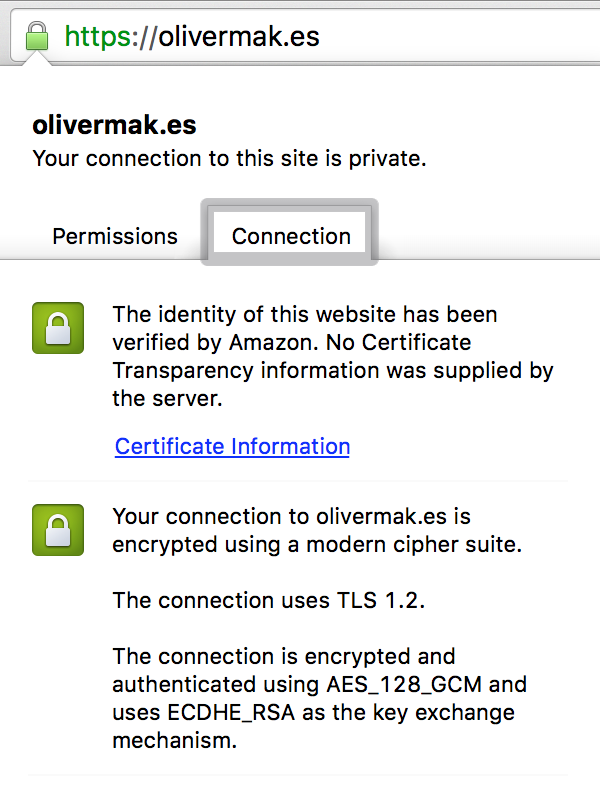 https://olivermak.es
olivermak.es
Your connection to this site is private.
Permissions
Connection
The identity of this website has been
verified by Amazon. No Certificate
Transparency information was supplied by
the server.
Certificate Information
Your connection to olivermak.es is
encrypted using a modern cipher suite.
The connection uses TLS 1.2.
The connection is encrypted and
authenticated using AES_128_GCM and
uses ECDHE_RSA as the key exchange
mechanism.